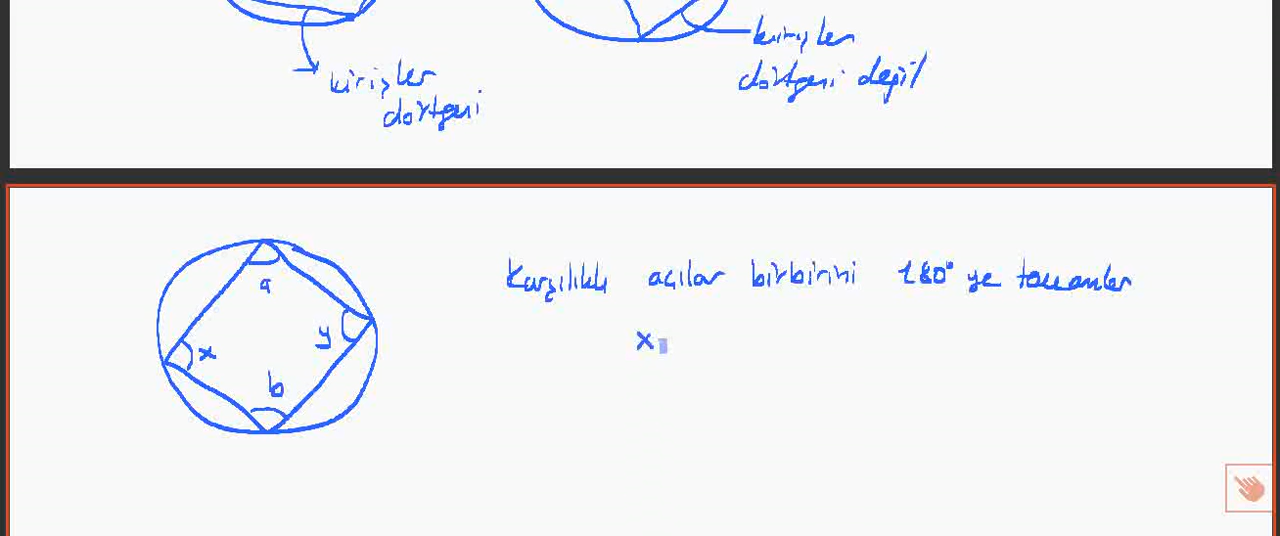 kirişler
dörtgeni
kirişler
dörtgeni değil
a
x
y
b
Karşılıklı açılar birbirini 180° ye tamamlar
x